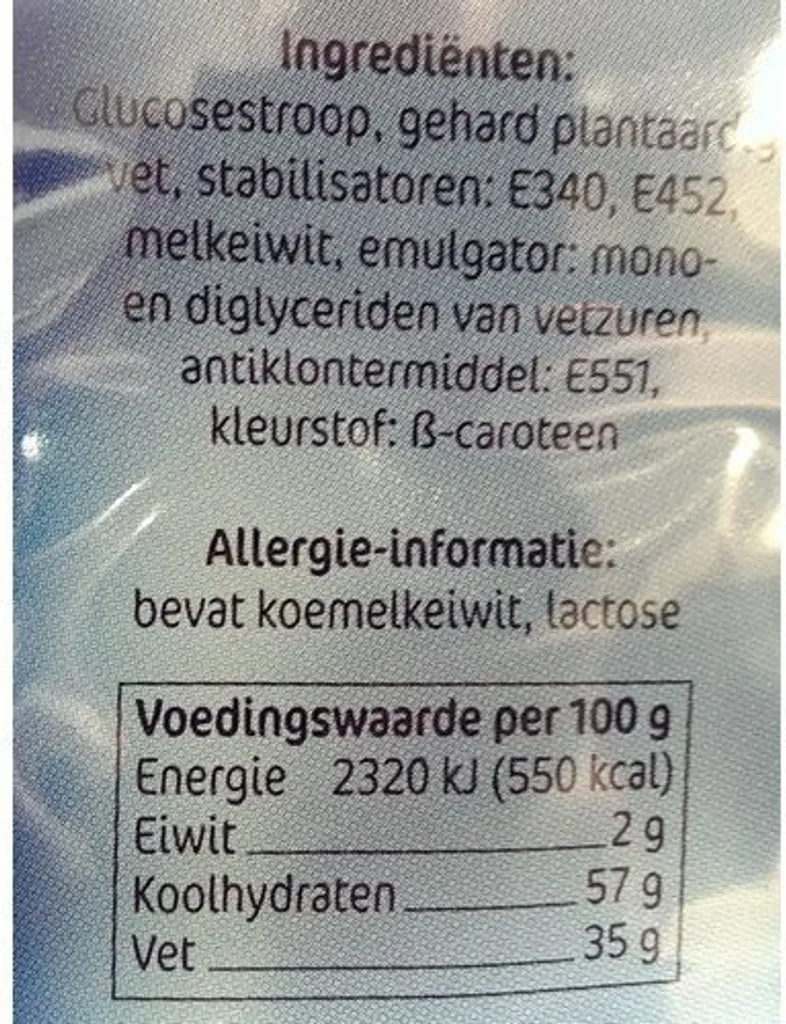 Ingrediënten:
Glucosestroop, gehard plantaardig
vet, stabilisatoren: E340, E452,
melkeiwit, emulgator: mono-
en diglyceriden van vetzuren,
antiklontermiddel: E551,
kleurstof: ß-caroteen
Allergie-informatie:
bevat koemelkeiwit, lactose
Voedingswaarde per 100 g
Energie 2320 kJ (550 kcal)
Eiwit 2 g
Koolhydraten 57 g
Vet 35 g